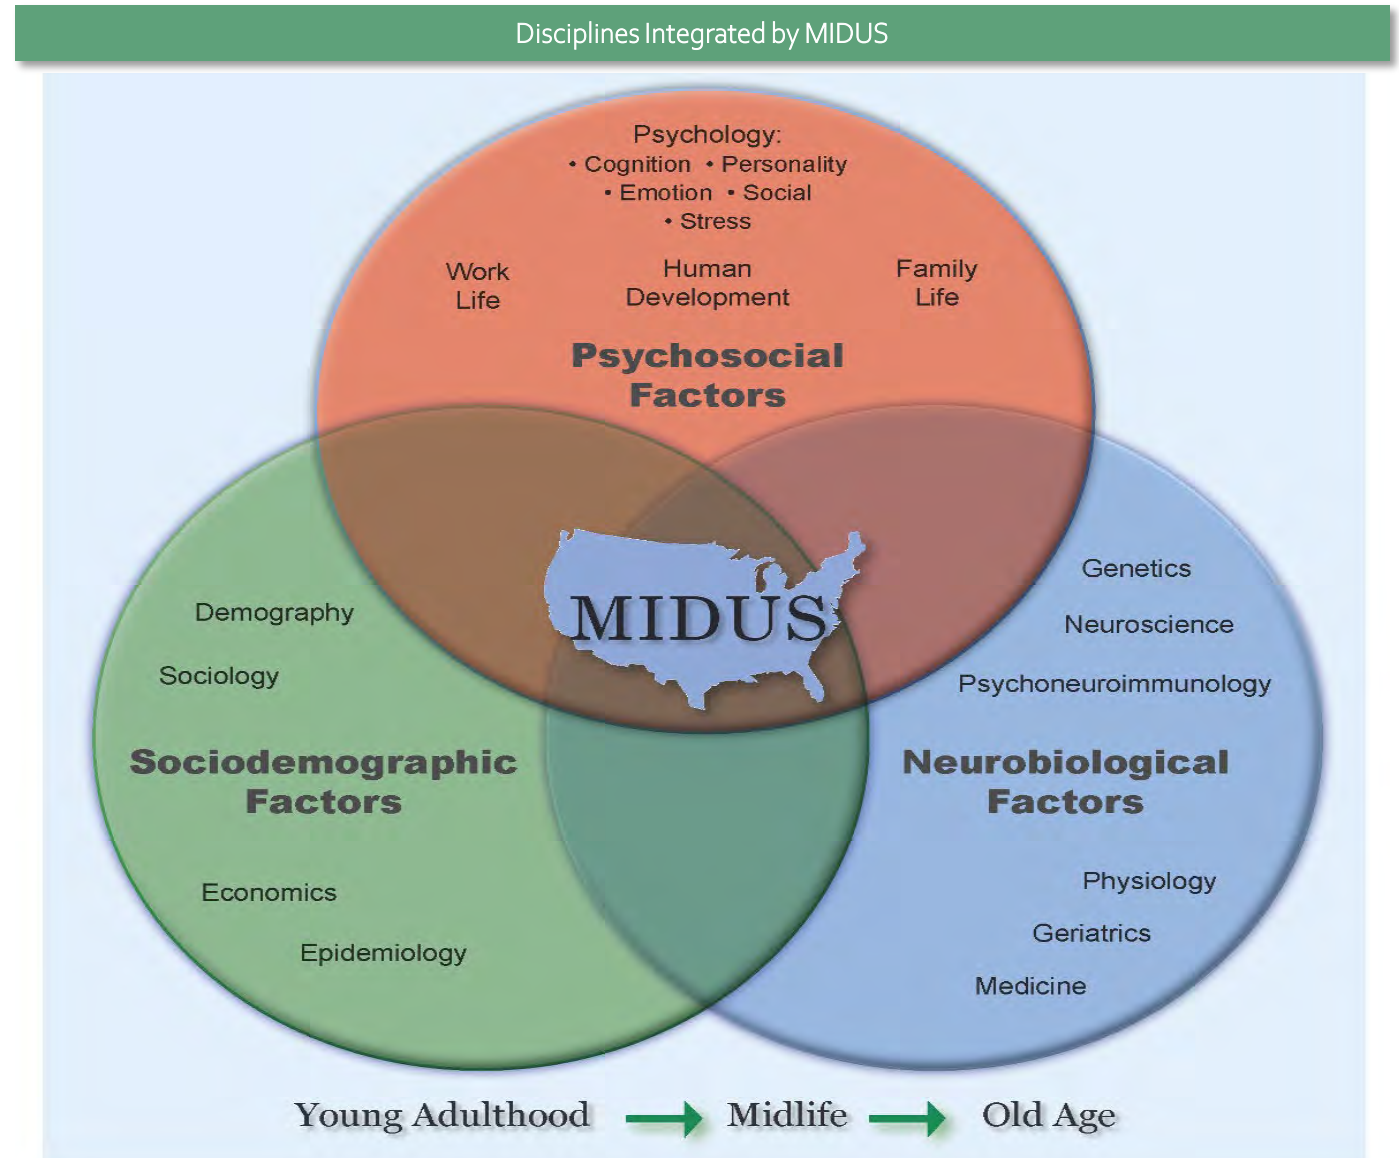 Disciplines Integrated by MIDUS
Psychology:
• Cognition • Personality
• Emotion • Social
• Stress
Work
Life
Human
Development
Family
Life
Psychosocial
Factors
MIDUS
Demography
Sociology
Sociodemographic
Factors
Economics
Epidemiology
Genetics
Neuroscience
Psychoneuroimmunology
Neurobiological
Factors
Physiology
Geriatrics
Medicine
Young Adulthood Midlife Old Age